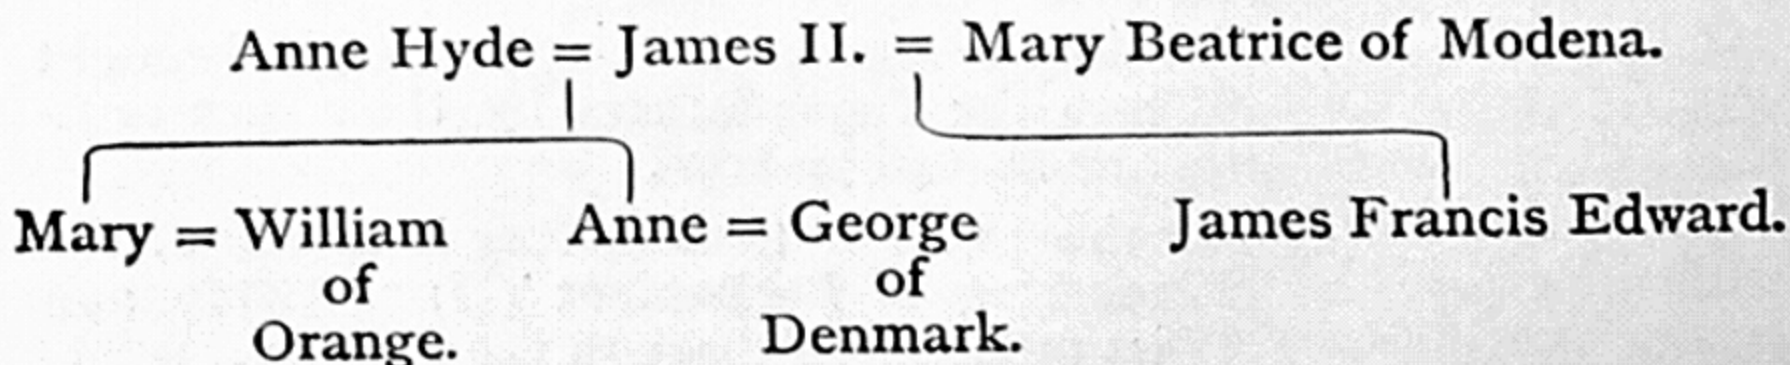 Anne Hyde = James II. = Mary Beatrice of Modena.
Mary = William Anne = George James Francis Edward.
of of
Orange. Denmark.